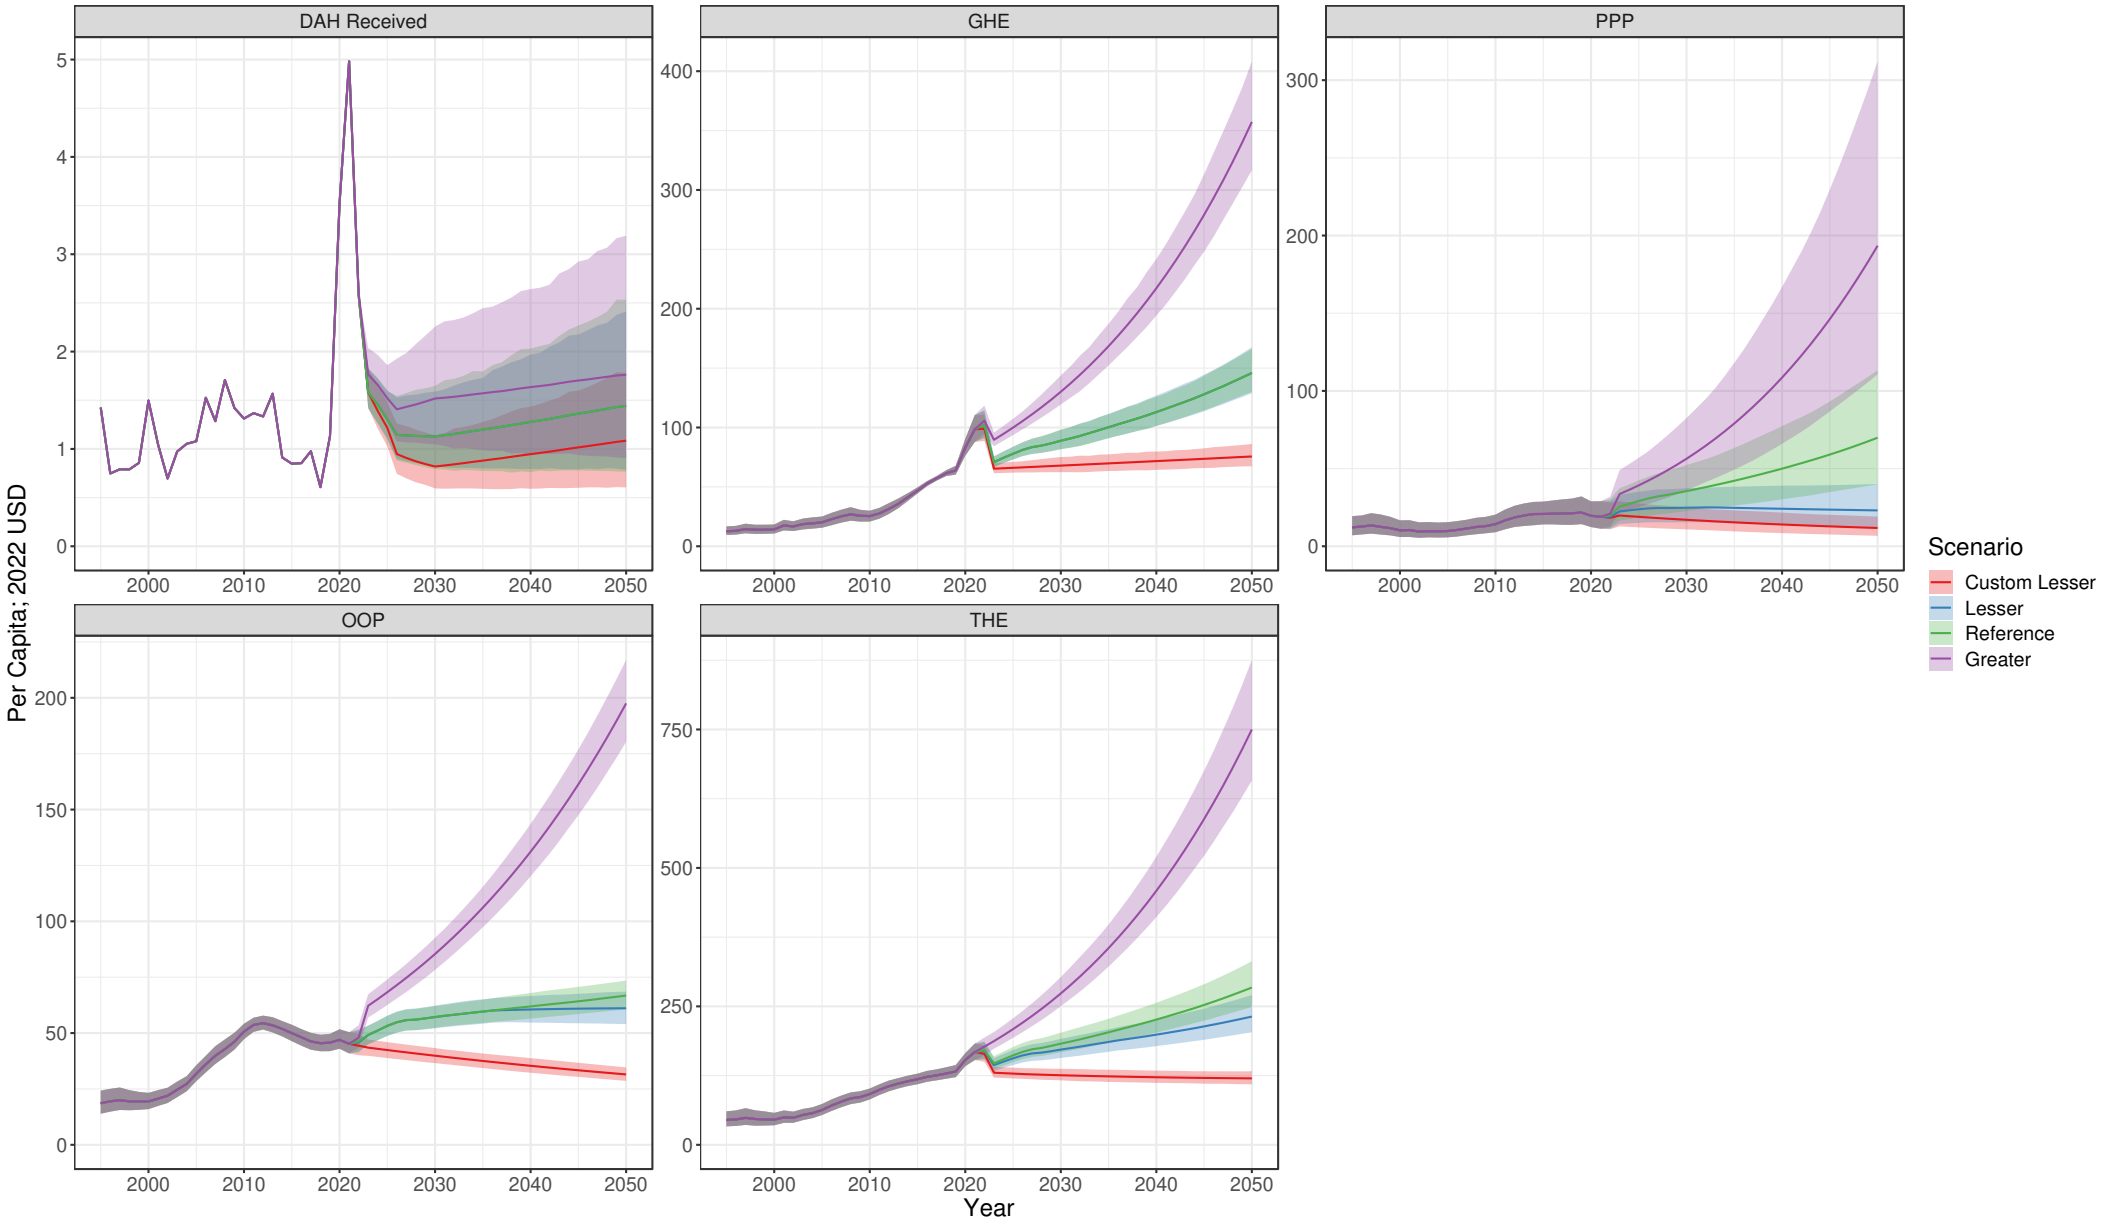 DAH Received
GHE
PPP
5
4
3
2
1
0
400
300
200
100
0
300
200
100
0
2000 2010 2020 2030 2040 2050
2000 2010 2020 2030 2040 2050
2000 2010 2020 2030 2040 2050
Per Capita; 2022 USD
OOP
THE
200
150
100
50
0
750
500
250
0
2000 2010 2020 2030 2040 2050
2000 2010 2020 2030 2040 2050
Year
Scenario
Custom Lesser
Lesser
Reference
Greater